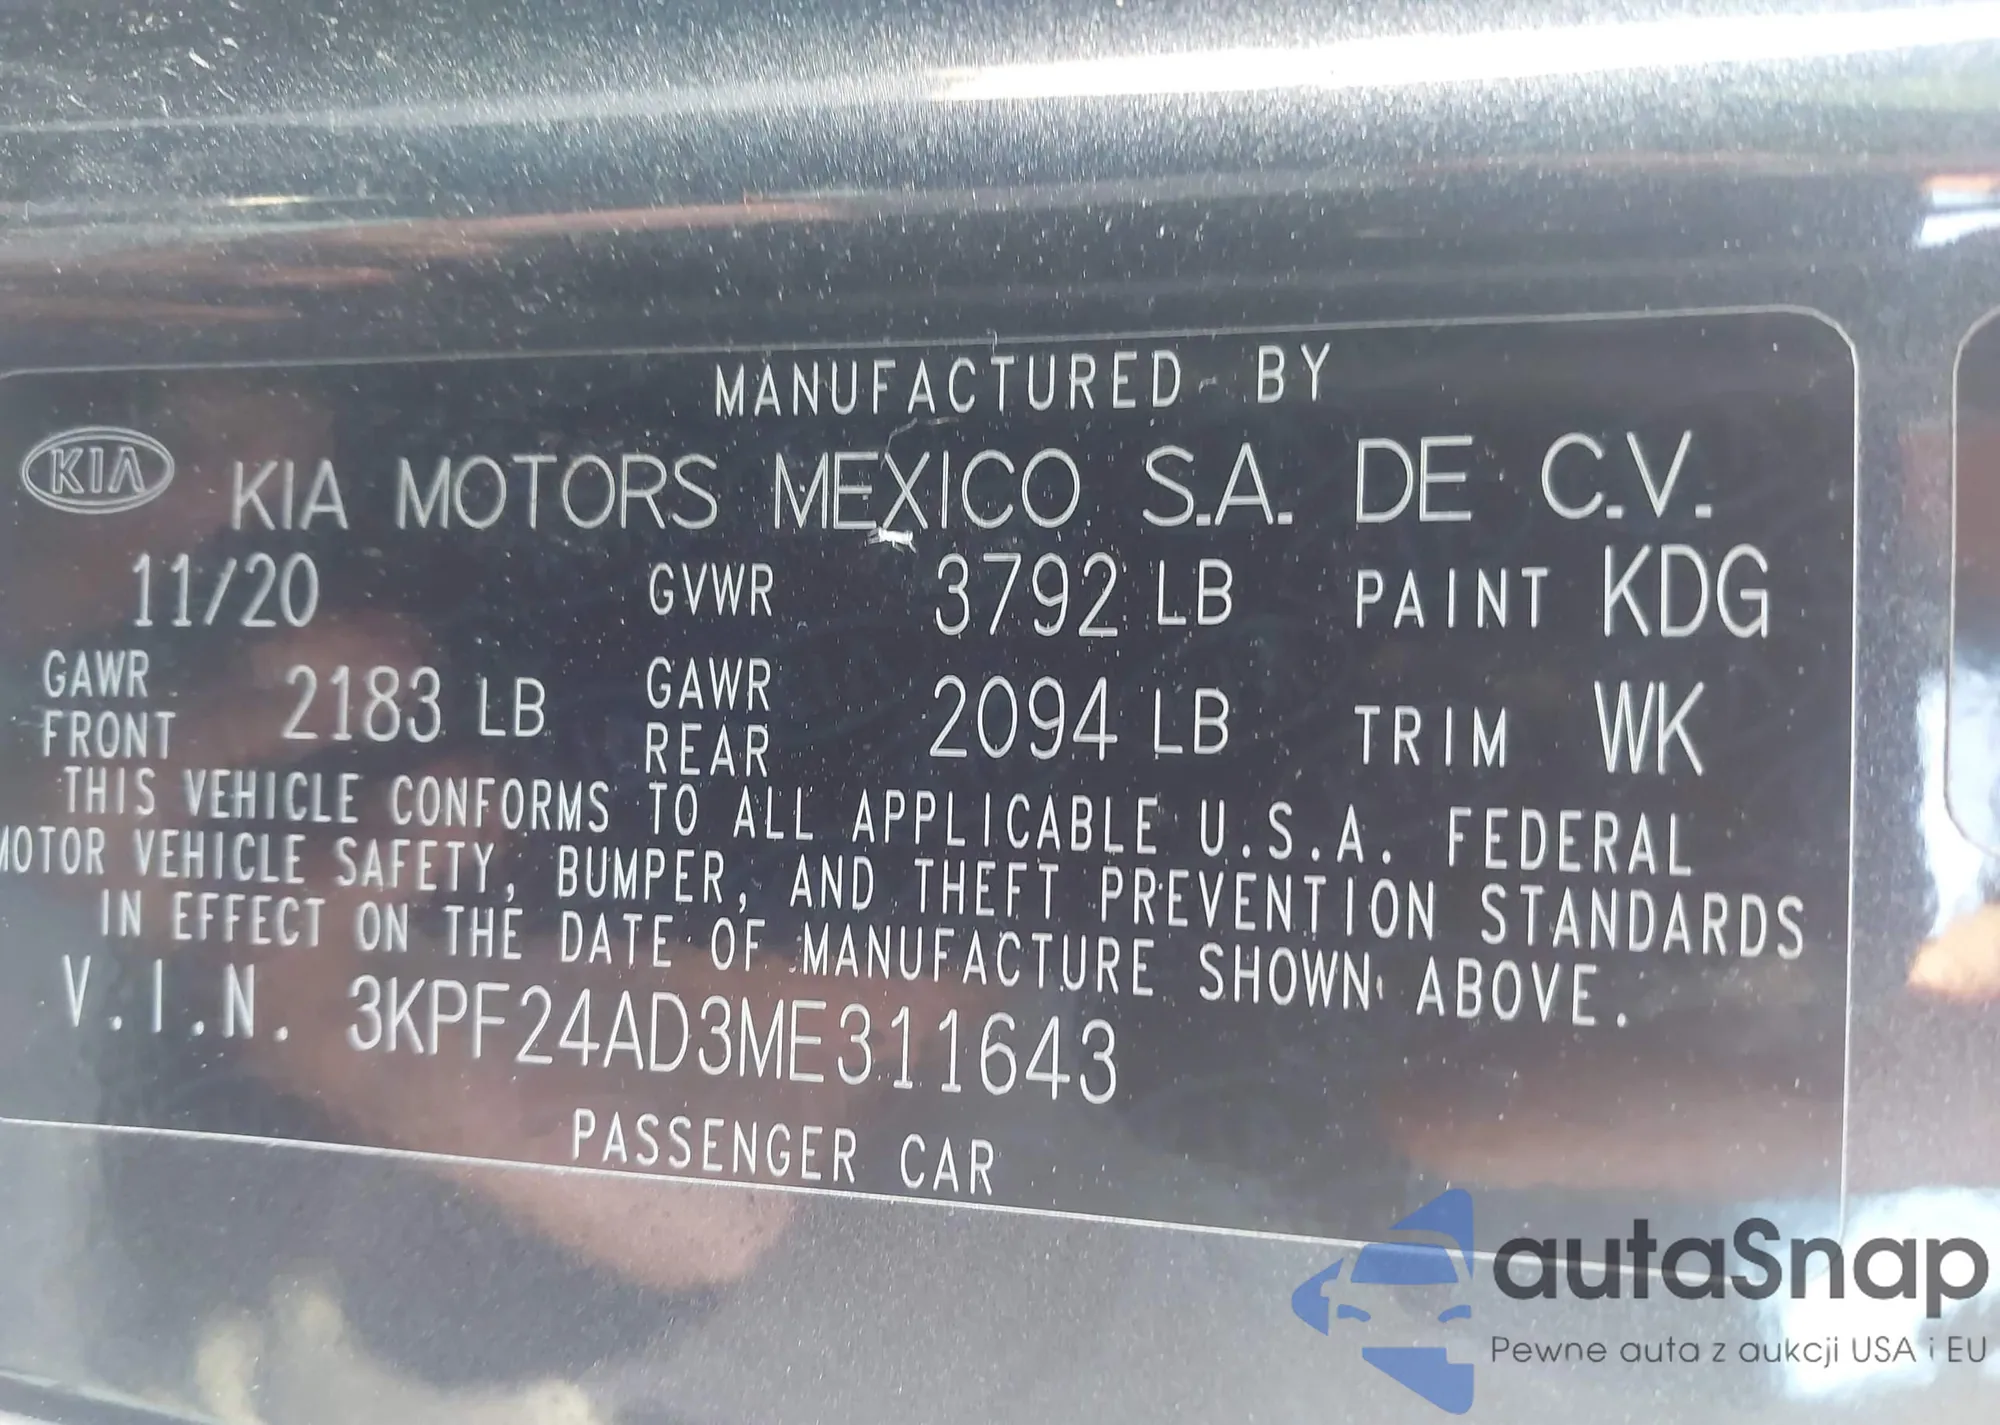 MANUFACTURED BY
KIA KIA MOTORS MEXICO S.A. DE C.V.
11/20 GVWR 3792 LB PAINT KDG
GAWR FRONT 2183 LB GAWR REAR 2094 LB TRIM WK
THIS VEHICLE CONFORMS TO ALL APPLICABLE U.S.A. FEDERAL
MOTOR VEHICLE SAFETY, BUMPER, AND THEFT PREVENTION STANDARDS
IN EFFECT ON THE DATE OF MANUFACTURE SHOWN ABOVE.
V.I.N. 3KPF24AD3ME311643
PASSENGER CAR
autaSnap
Pewne auta z aukcji USA i EU